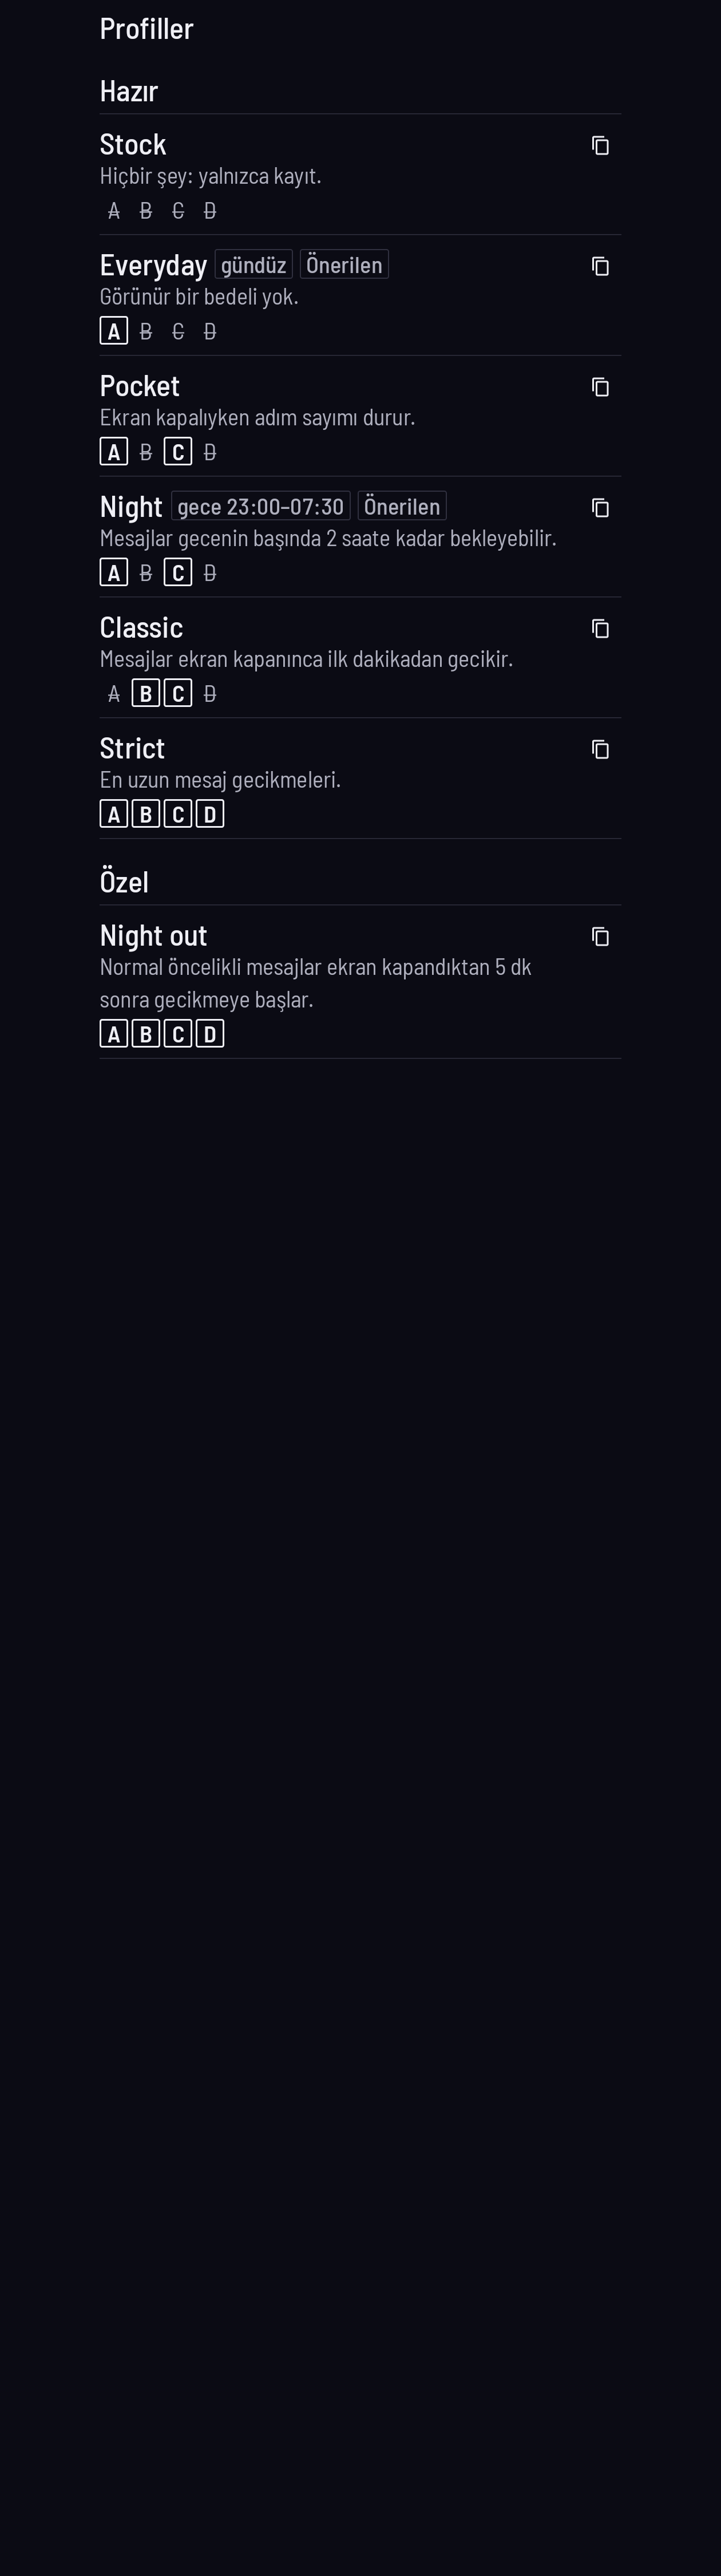 Profiller
Hazır
Stock
Hiçbir şey: yalnızca kayıt.
A B C D
Everyday gündüz Önerilen
Görünür bir bedeli yok.
A B C D
Pocket
Ekran kapalıyken adım sayımı durur.
A B C D
Night gece 23:00–07:30 Önerilen
Mesajlar gecenin başında 2 saate kadar bekleyebilir.
A B C D
Classic
Mesajlar ekran kapanınca ilk dakikadan gecikir.
A B C D
Strict
En uzun mesaj gecikmeleri.
A B C D
Özel
Night out
Normal öncelikli mesajlar ekran kapandıktan 5 dk
sonra gecikmeye başlar.
A B C D